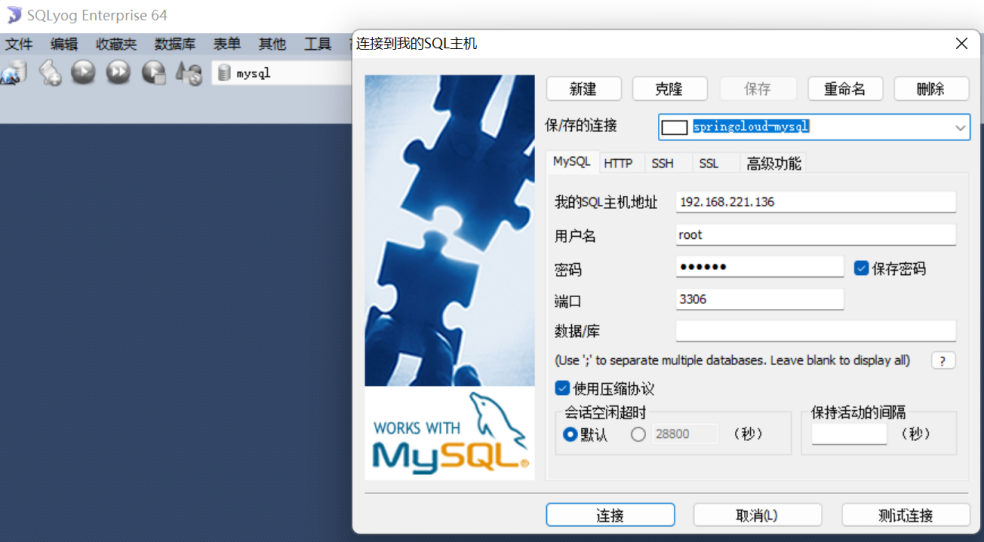 SQLyog Enterprise 64
文件 编辑 收藏夹 数据库 表单 其他 工具
mysql
连接到我的SQL主机
新建 克隆 保存 重命名 删除
保/存的连接 springcloud-mysql
MySQL HTTP SSH SSL 高级功能
我的SQL主机地址 192.168.221.136
用户名 root
密码 ●●●●●● 保存密码
端口 3306
数据/库
(Use ';' to separate multiple databases. Leave blank to display all) ?
使用压缩协议
会话空闲超时 保持活动的间隔
默认 28800 (秒) (秒)
WORKS WITH
MySQL®
连接 取消(L) 测试连接